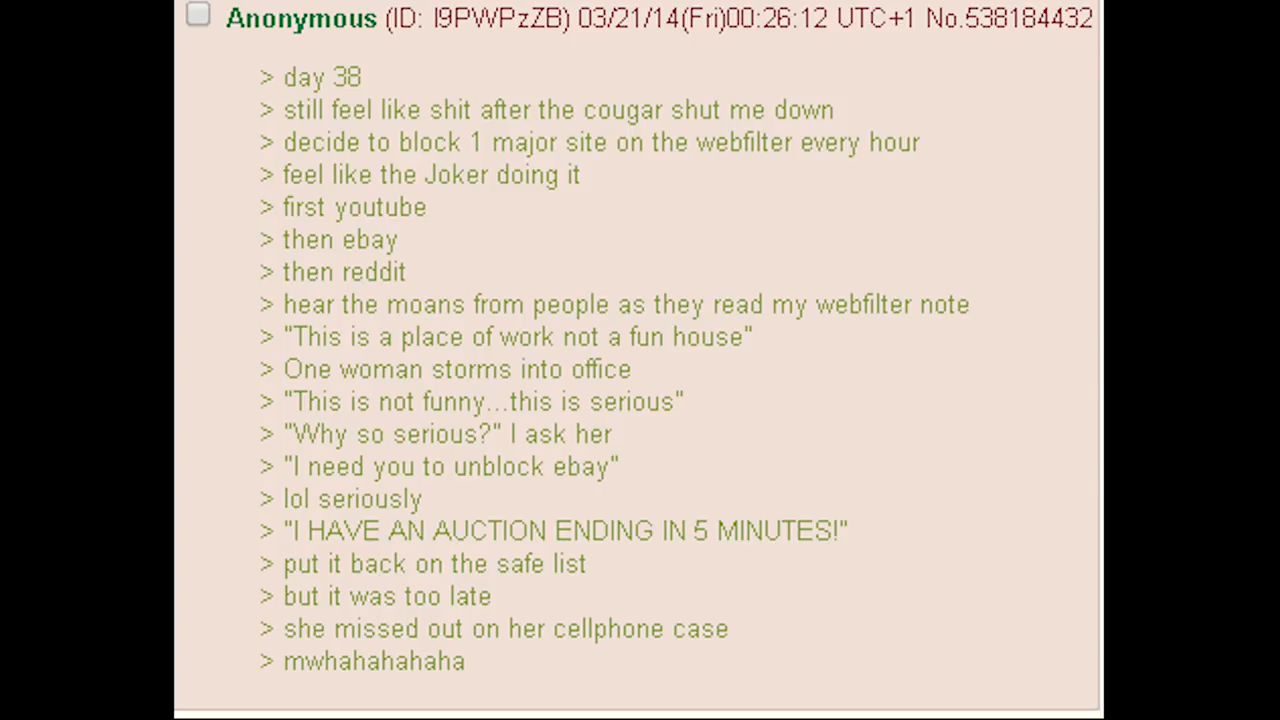 Anonymous (ID: I9PWPzZB) 03/21/14(Fri)00:26:12 UTC+1 No.538184432
> day 38
> still feel like shit after the cougar shut me down
> decide to block 1 major site on the webfilter every hour
> feel like the Joker doing it
> first youtube
> then ebay
> then reddit
> hear the moans from people as they read my webfilter note
> "This is a place of work not a fun house"
> One woman storms into office
> "This is not funny...this is serious"
> "Why so serious?" I ask her
> "I need you to unblock ebay"
> lol seriously
> "I HAVE AN AUCTION ENDING IN 5 MINUTES!"
> put it back on the safe list
> but it was too late
> she missed out on her cellphone case
> mwhahahahaha